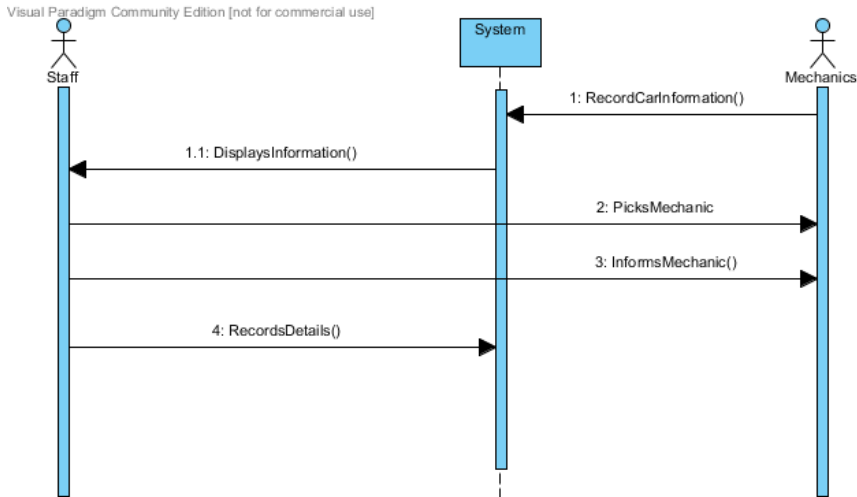 Visual Paradigm Community Edition [not for commercial use]
System
Staff
Mechanics
1: RecordCarInformation()
1.1: DisplaysInformation()
2: PicksMechanic
3: InformsMechanic()
4: RecordsDetails()